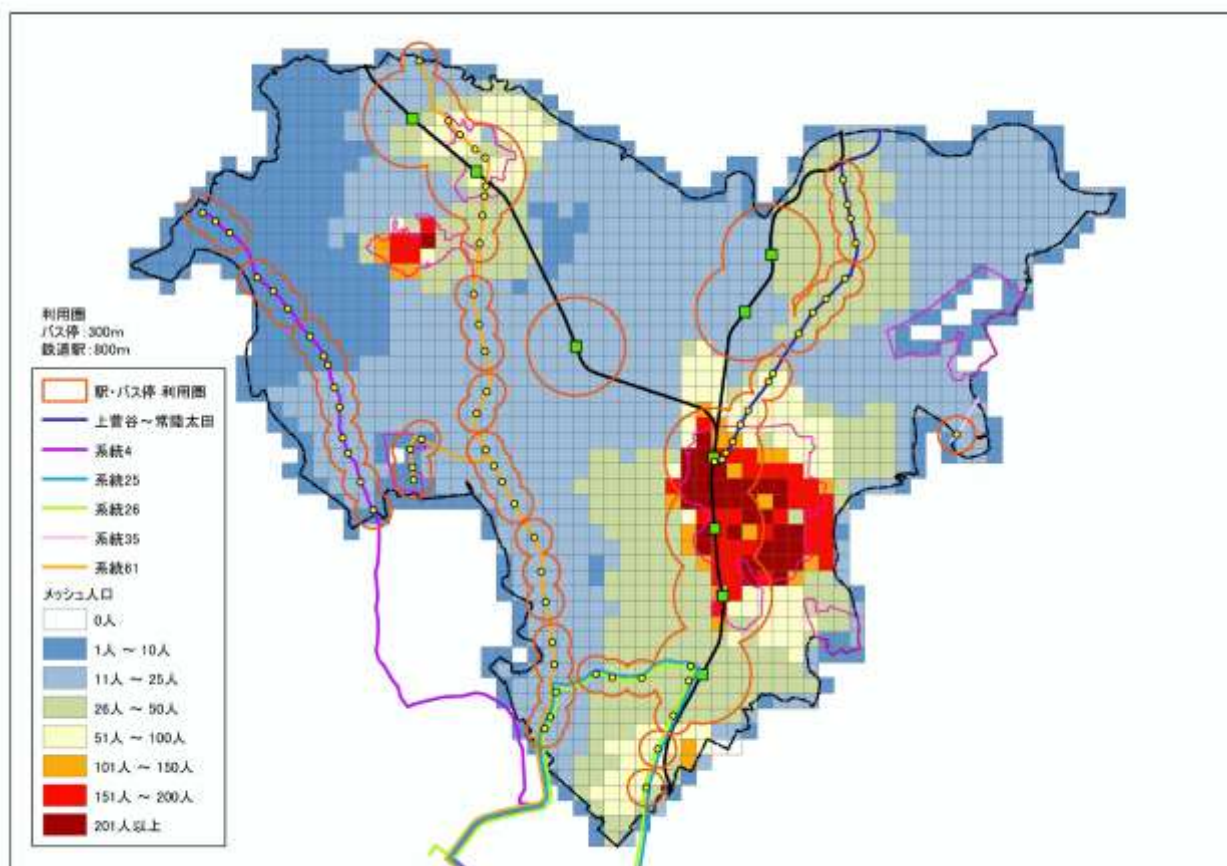 利用圏
バス停:300m
鉄道駅:800m
駅・バス停 利用圏
上菅谷～常陸太田
系統4
系統25
系統26
系統35
系統61
メッシュ人口
0人
1人 ～ 10人
11人 ～ 25人
26人 ～ 50人
51人 ～ 100人
101人 ～ 150人
151人 ～ 200人
201人以上